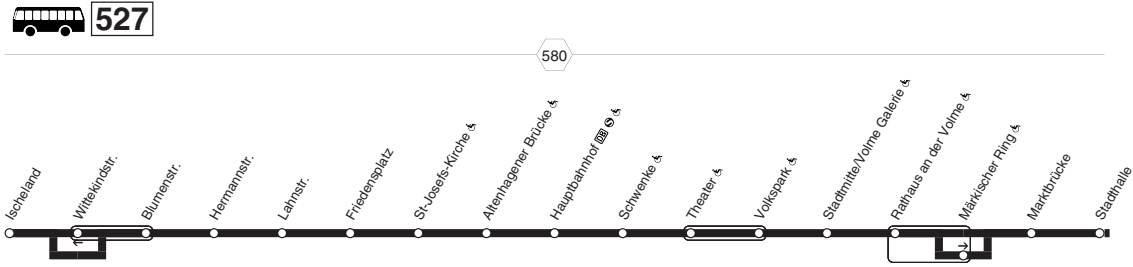 527
580
Ischeland
Wittekindstr.
Blumenstr.
Hermannstr.
Lahnstr.
Friedensplatz
St-Josefs-Kirche
Altenhagener Brücke
Hauptbahnhof DB S
Schwenke
Theater
Volkspark
Stadtmitte/Volme Galerie
Rathaus an der Volme
Märkischer Ring
Marktbrücke
Stadthalle